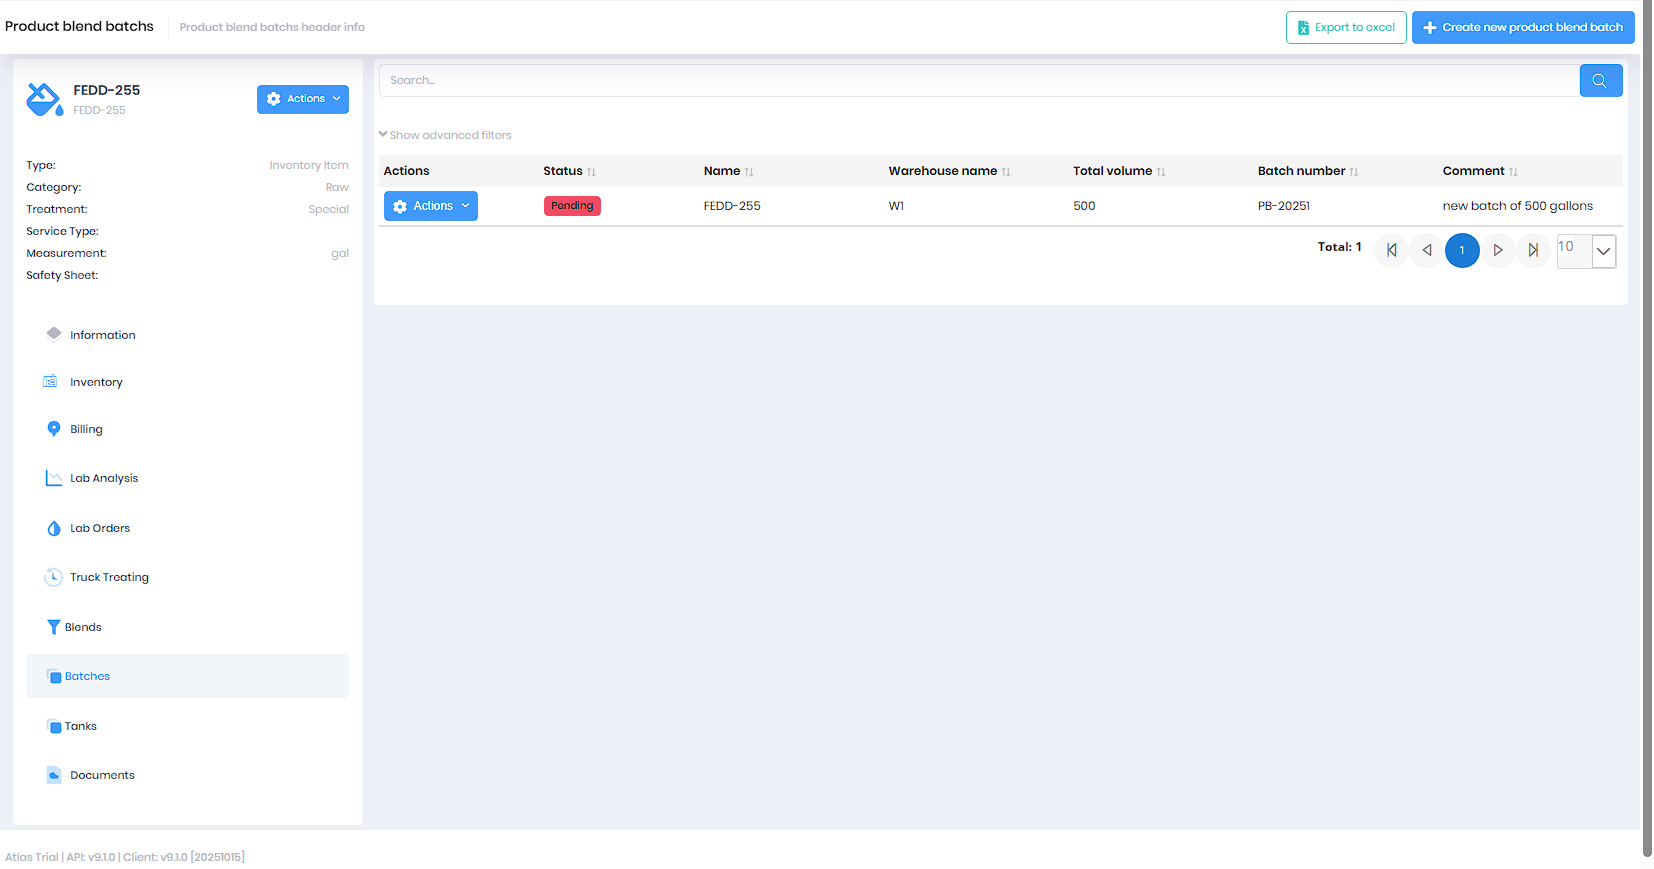 Product blend batchs
Product blend batchs header info
Export to excel
Create new product blend batch
FEDD-255
FEDD-255
Actions
Type: Inventory Item
Category: Raw
Treatment: Special
Service Type:
Measurement: gal
Safety Sheet:
Information
Inventory
Billing
Lab Analysis
Lab Orders
Truck Treating
Blends
Batches
Tanks
Documents
Search...
Show advanced filters
Actions Status Name Warehouse name Total volume Batch number Comment
Actions Pending FEDD-255 W1 500 PB-20251 new batch of 500 gallons
Total: 1 1 10
Atlas Trial | API: v9.1.0 | Client: v9.1.0 [20251015]